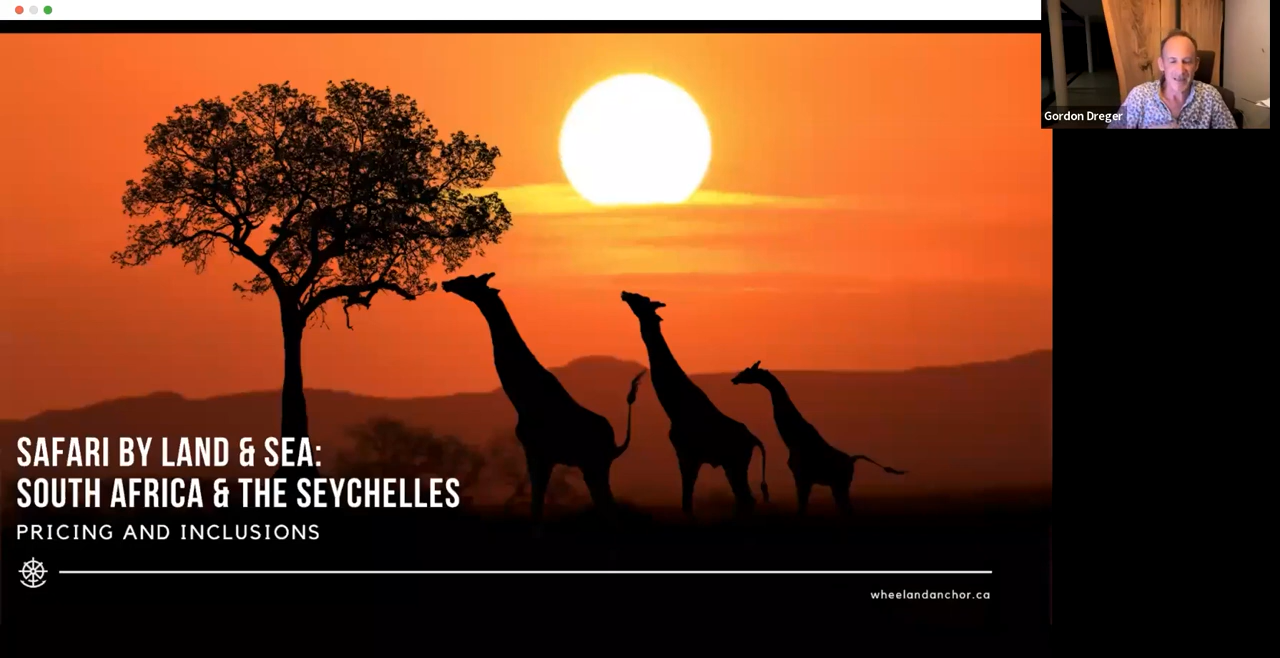 Gordon Dreger
SAFARI BY LAND & SEA:
SOUTH AFRICA & THE SEYCHELLES
PRICING AND INCLUSIONS
wheelandanchor.ca